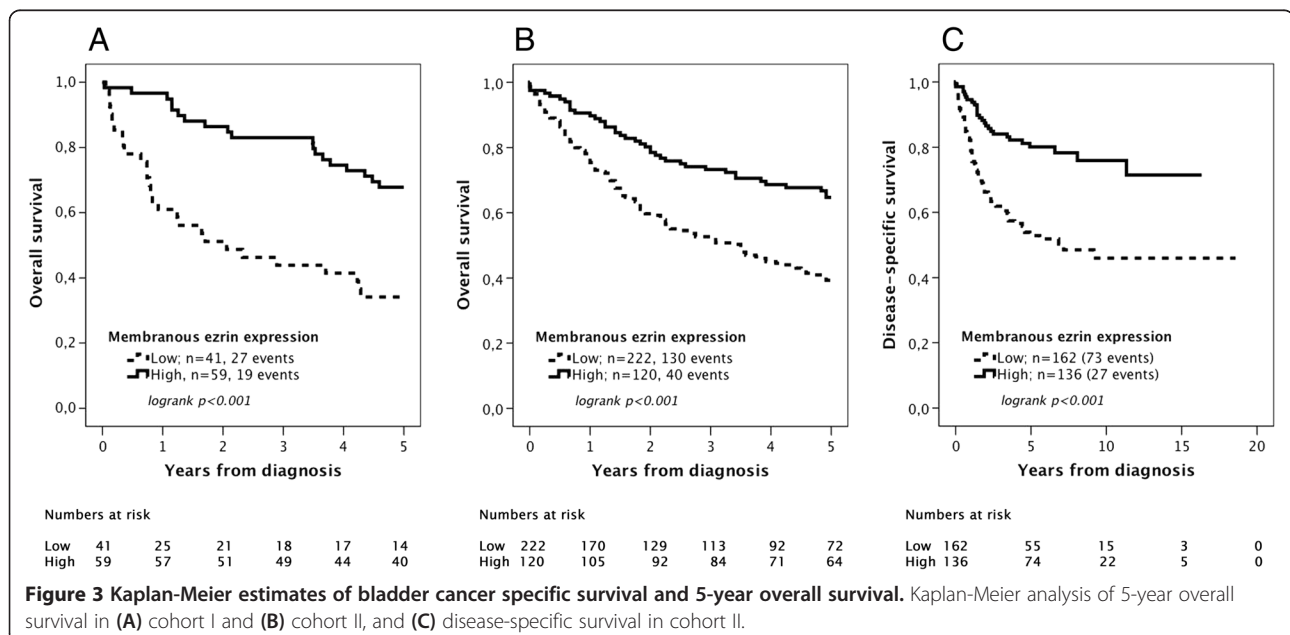 A
Overall survival
1,0
0,8
0,6
0,4
0,2
0,0
Membranous ezrin expression
Low; n=41, 27 events
High, n=59, 19 events
logrank p<0.001
0 1 2 3 4 5
Years from diagnosis
Numbers at risk
Low 41 25 21 18 17 14
High 59 57 51 49 44 40
B
Overall survival
1,0
0,8
0,6
0,4
0,2
0,0
Membranous ezrin expression
Low; n=222, 130 events
High; n=120, 40 events
logrank p<0.001
0 1 2 3 4 5
Years from diagnosis
Numbers at risk
Low 222 170 129 113 92 72
High 120 105 92 84 71 64
C
Disease-specific survival
1,0
0,8
0,6
0,4
0,2
0,0
Membranous ezrin expression
Low; n=162 (73 events)
High; n=136 (27 events)
logrank p<0.001
0 5 10 15 20
Years from diagnosis
Numbers at risk
Low 162 55 15 3 0
High 136 74 22 5 0
Figure 3 Kaplan-Meier estimates of bladder cancer specific survival and 5-year overall survival. Kaplan-Meier analysis of 5-year overall
survival in (A) cohort I and (B) cohort II, and (C) disease-specific survival in cohort II.